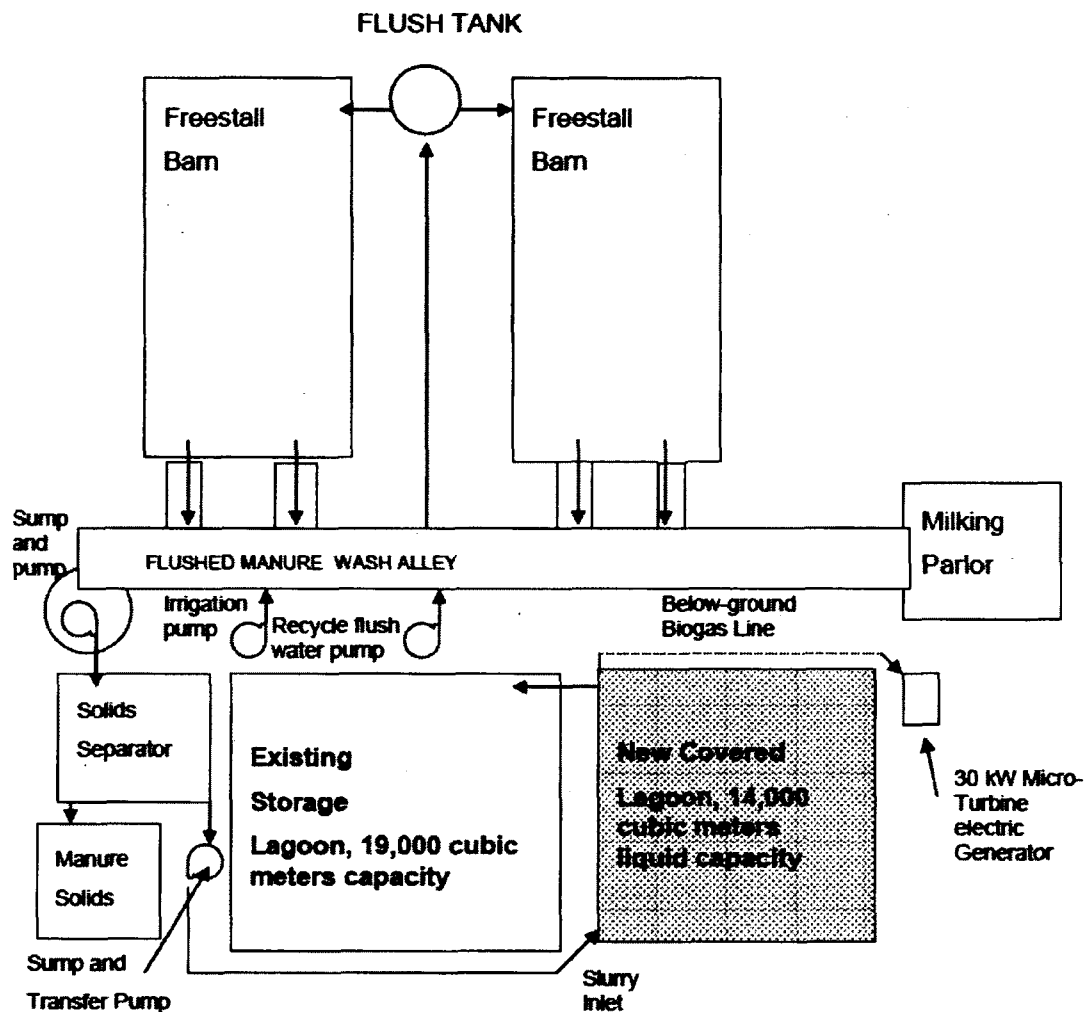 FLUSH TANK
Freestall
Barn
Freestall
Barn
Sump
and
pump
FLUSHED MANURE WASH ALLEY
Milking
Parlor
Irrigation
pump
Recycle flush
water pump
Below-ground
Biogas Line
Solids
Separator
Existing
Storage
Lagoon, 19,000 cubic
meters capacity
New Covered
Lagoon, 14,000
cubic meters
liquid capacity
30 kW Micro-
Turbine
electric
Generator
Manure
Solids
Sump and
Transfer Pump
Slurry
Inlet